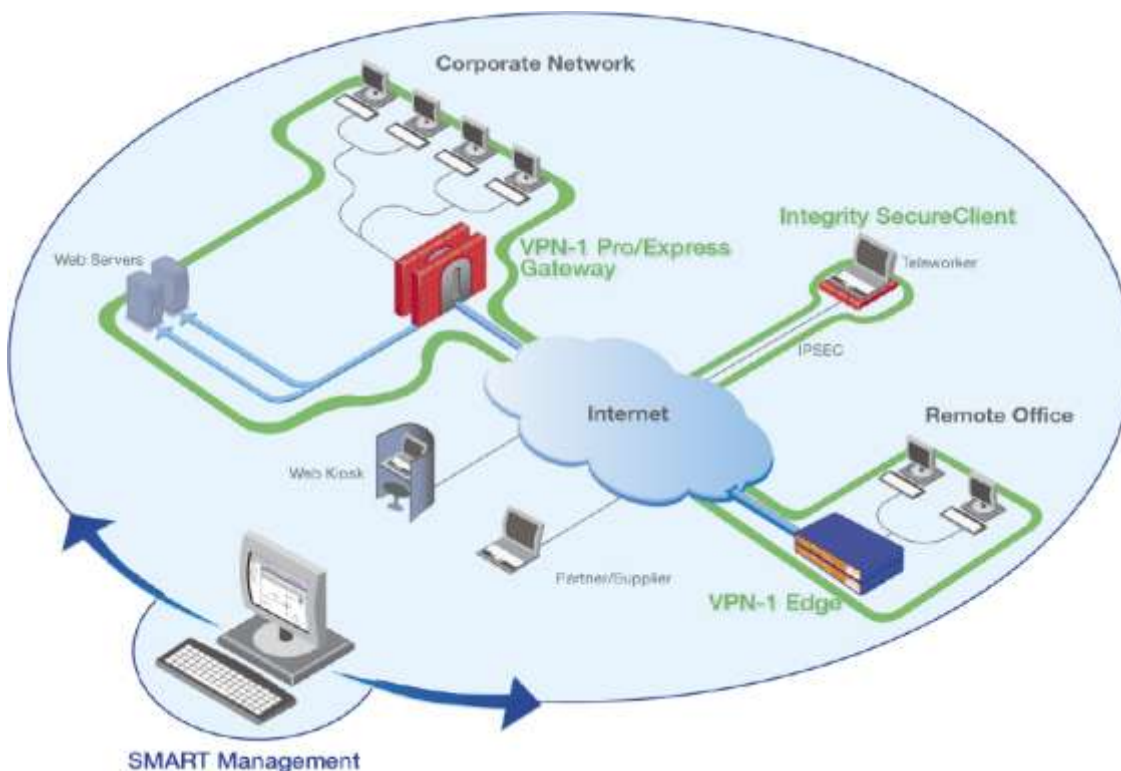 Corporate Network
Integrity SecureClient
VPN-1 Pro/Express
Gateway
Web Servers
Teleworker
IPSEC
Internet
Remote Office
Web Kiosk
Partner/Supplier
VPN-1 Edge
SMART Management